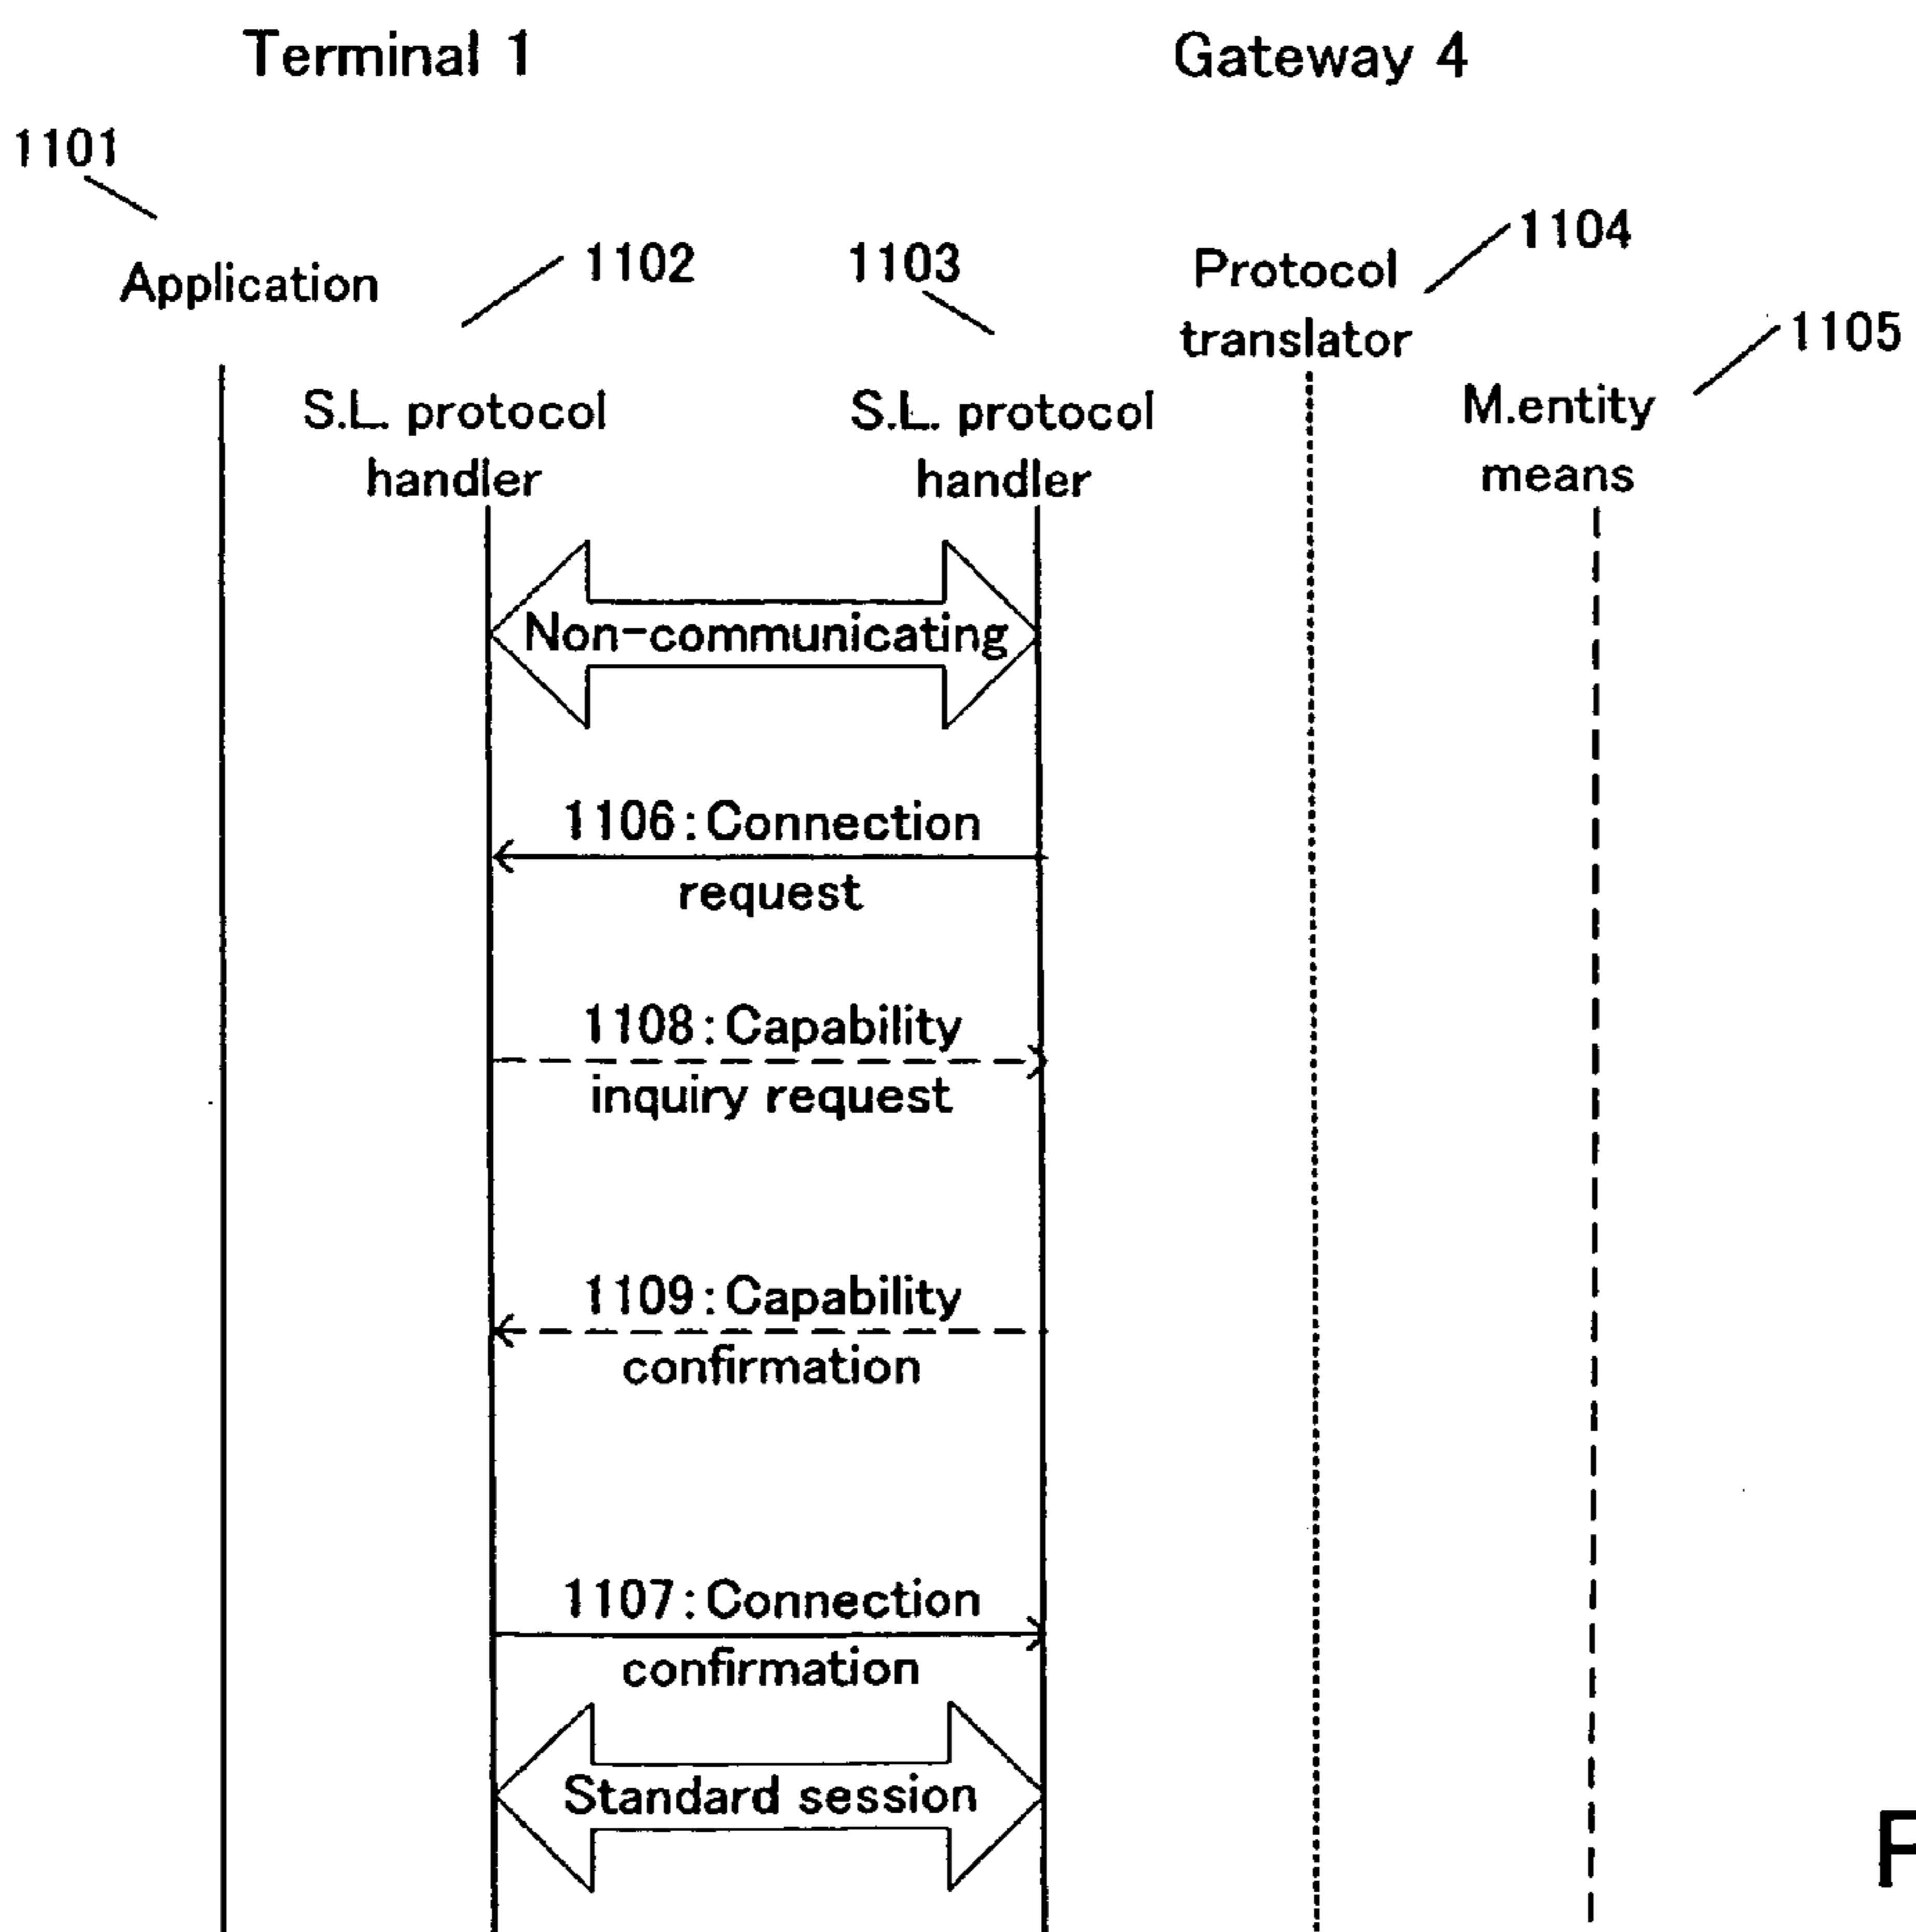 Terminal 1
Gateway 4
1101
1104
1102
1103
Application
Protocol
translator
1105
S.L. protocol
handler
S.L. protocol
handler
M.entity
means
Non-communicating
1106:Connection
request
1108:Capability
inquiry request
1109:Capability
confirmation
1107:Connection
confirmation
Standard session